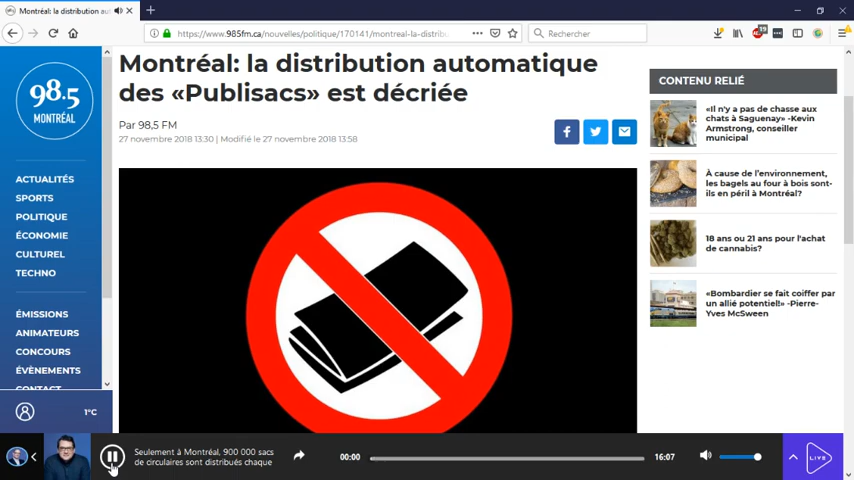 Montréal: la distribution aut
https://www.985fm.ca/nouvelles/politique/170141/montreal-la-distribu
Rechercher
19
98.5
MONTRÉAL
ACTUALITÉS
SPORTS
POLITIQUE
ÉCONOMIE
CULTUREL
TECHNO
ÉMISSIONS
ANIMATEURS
CONCOURS
ÉVÈNEMENTS
CONTACT
1°C
Montréal: la distribution automatique
des «Publisacs» est décriée
Par 98,5 FM
27 novembre 2018 13:30 | Modifié le 27 novembre 2018 13:58
CONTENU RELIÉ
«Il n'y a pas de chasse aux
chats à Saguenay» -Kevin
Armstrong, conseiller
municipal
À cause de l'environnement,
les bagels au four à bois sont-
ils en péril à Montréal?
18 ans ou 21 ans pour l'achat
de cannabis?
«Bombardier se fait coiffer par
un allié potentiel!» -Pierre-
Yves McSween
Seulement à Montréal, 900 000 sacs
de circulaires sont distribués chaque
00:00
16:07
LIVE